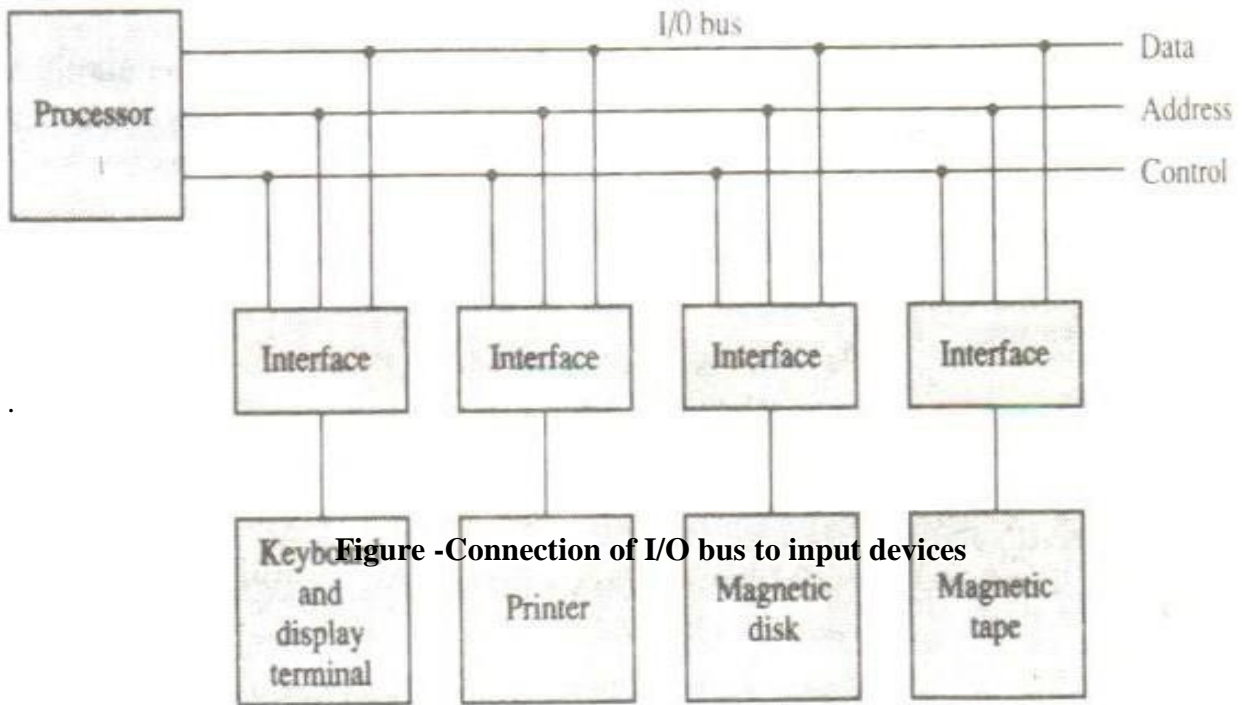 I/0 bus
Data
Processor
Address
Control
Interface
Interface
Interface
Interface
Figure -Connection of I/O bus to input devices
Keyboard
and
display
terminal
Printer
Magnetic
disk
Magnetic
tape